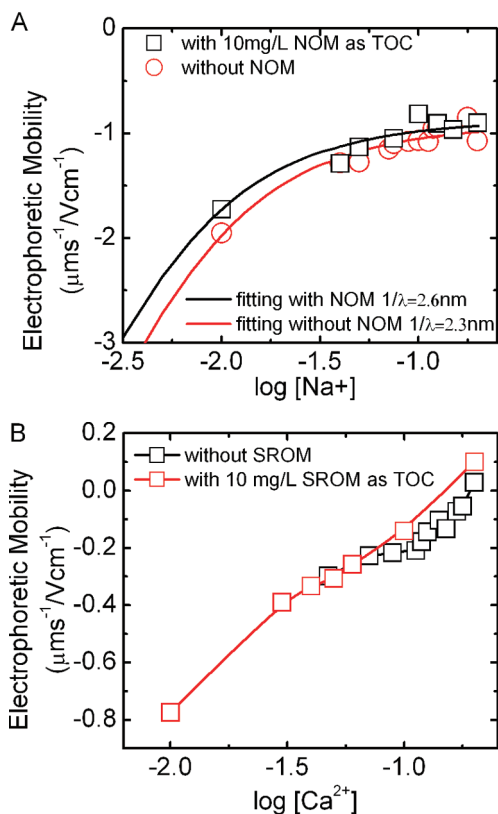 A
with 10mg/L NOM as TOC
without NOM
Electrophoretic Mobility
(μms⁻¹/Vcm⁻¹)
0
-1
-2
-3
fitting with NOM 1/λ=2.6nm
fitting without NOM 1/λ=2.3nm
-2.5 -2.0 -1.5 -1.0
log [Na+]
B
without SROM
with 10 mg/L SROM as TOC
Electrophoretic Mobility
(μms⁻¹/Vcm⁻¹)
0.2
0.0
-0.2
-0.4
-0.6
-0.8
-2.0 -1.5 -1.0
log [Ca²⁺]